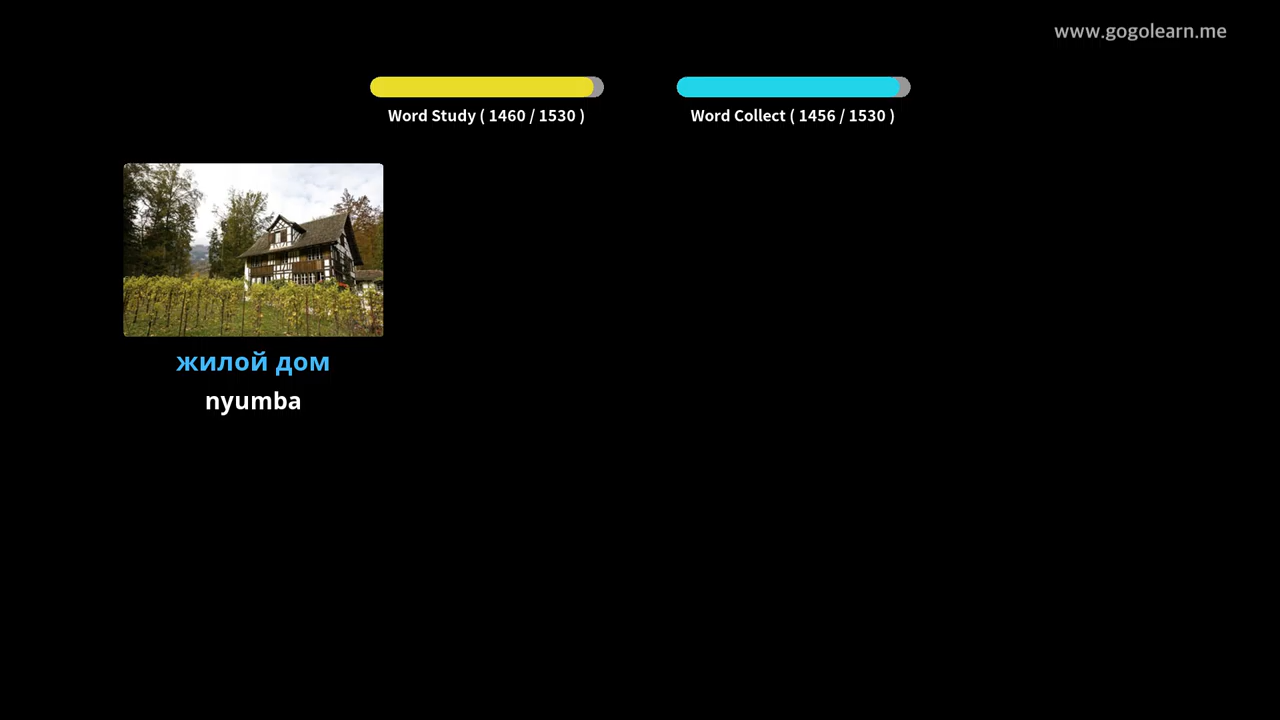 www.gogolearn.me
Word Study ( 1460 / 1530 )
Word Collect ( 1456 / 1530 )
жилой дом
nyumba